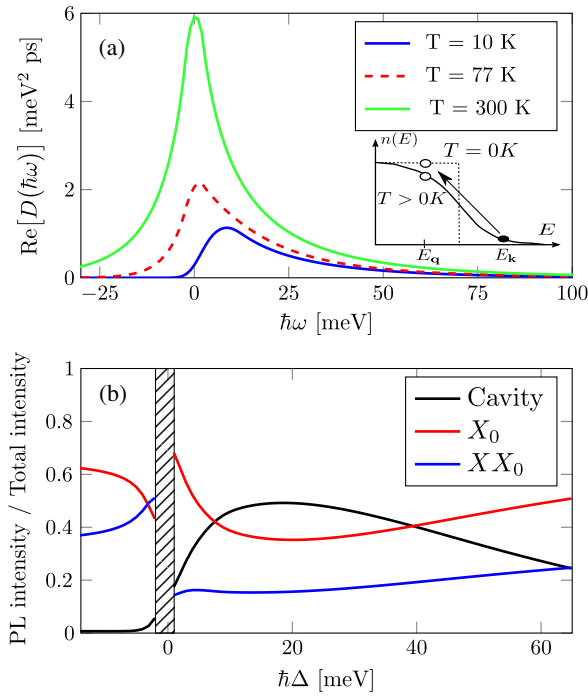 (a)
Re[D(ħω)] [meV² ps]
6
4
2
0
T = 10 K
T = 77 K
T = 300 K
n(E)
T = 0K
T > 0K
E
E_q
E_k
−25 0 25 50 75 100
ħω [meV]
(b)
PL intensity / Total intensity
1
0.8
0.6
0.4
0.2
0
Cavity
X₀
XX₀
0 20 40 60
ħΔ [meV]